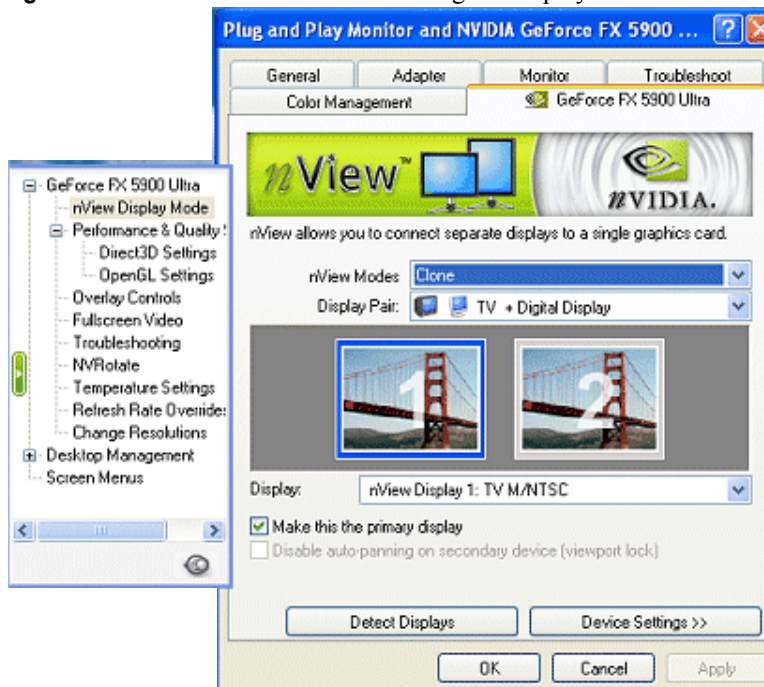 Plug and Play Monitor and NVIDIA GeForce FX 5900 ...
General Adapter Monitor Troubleshoot
Color Management GeForce FX 5900 Ultra
nView™
nVIDIA.
nView allows you to connect separate displays to a single graphics card.
nView Modes Clone
Display Pair: TV + Digital Display
1 2
Display: nView Display 1: TV M/NTSC
Make this the primary display
Disable auto-panning on secondary device (viewport lock)
Detect Displays Device Settings >>
OK Cancel Apply
GeForce FX 5900 Ultra
nView Display Mode
Performance & Quality
Direct3D Settings
OpenGL Settings
Overlay Controls
Fullscreen Video
Troubleshooting
NVRotate
Temperature Settings
Refresh Rate Overrides
Change Resolutions
Desktop Management
Screen Menus